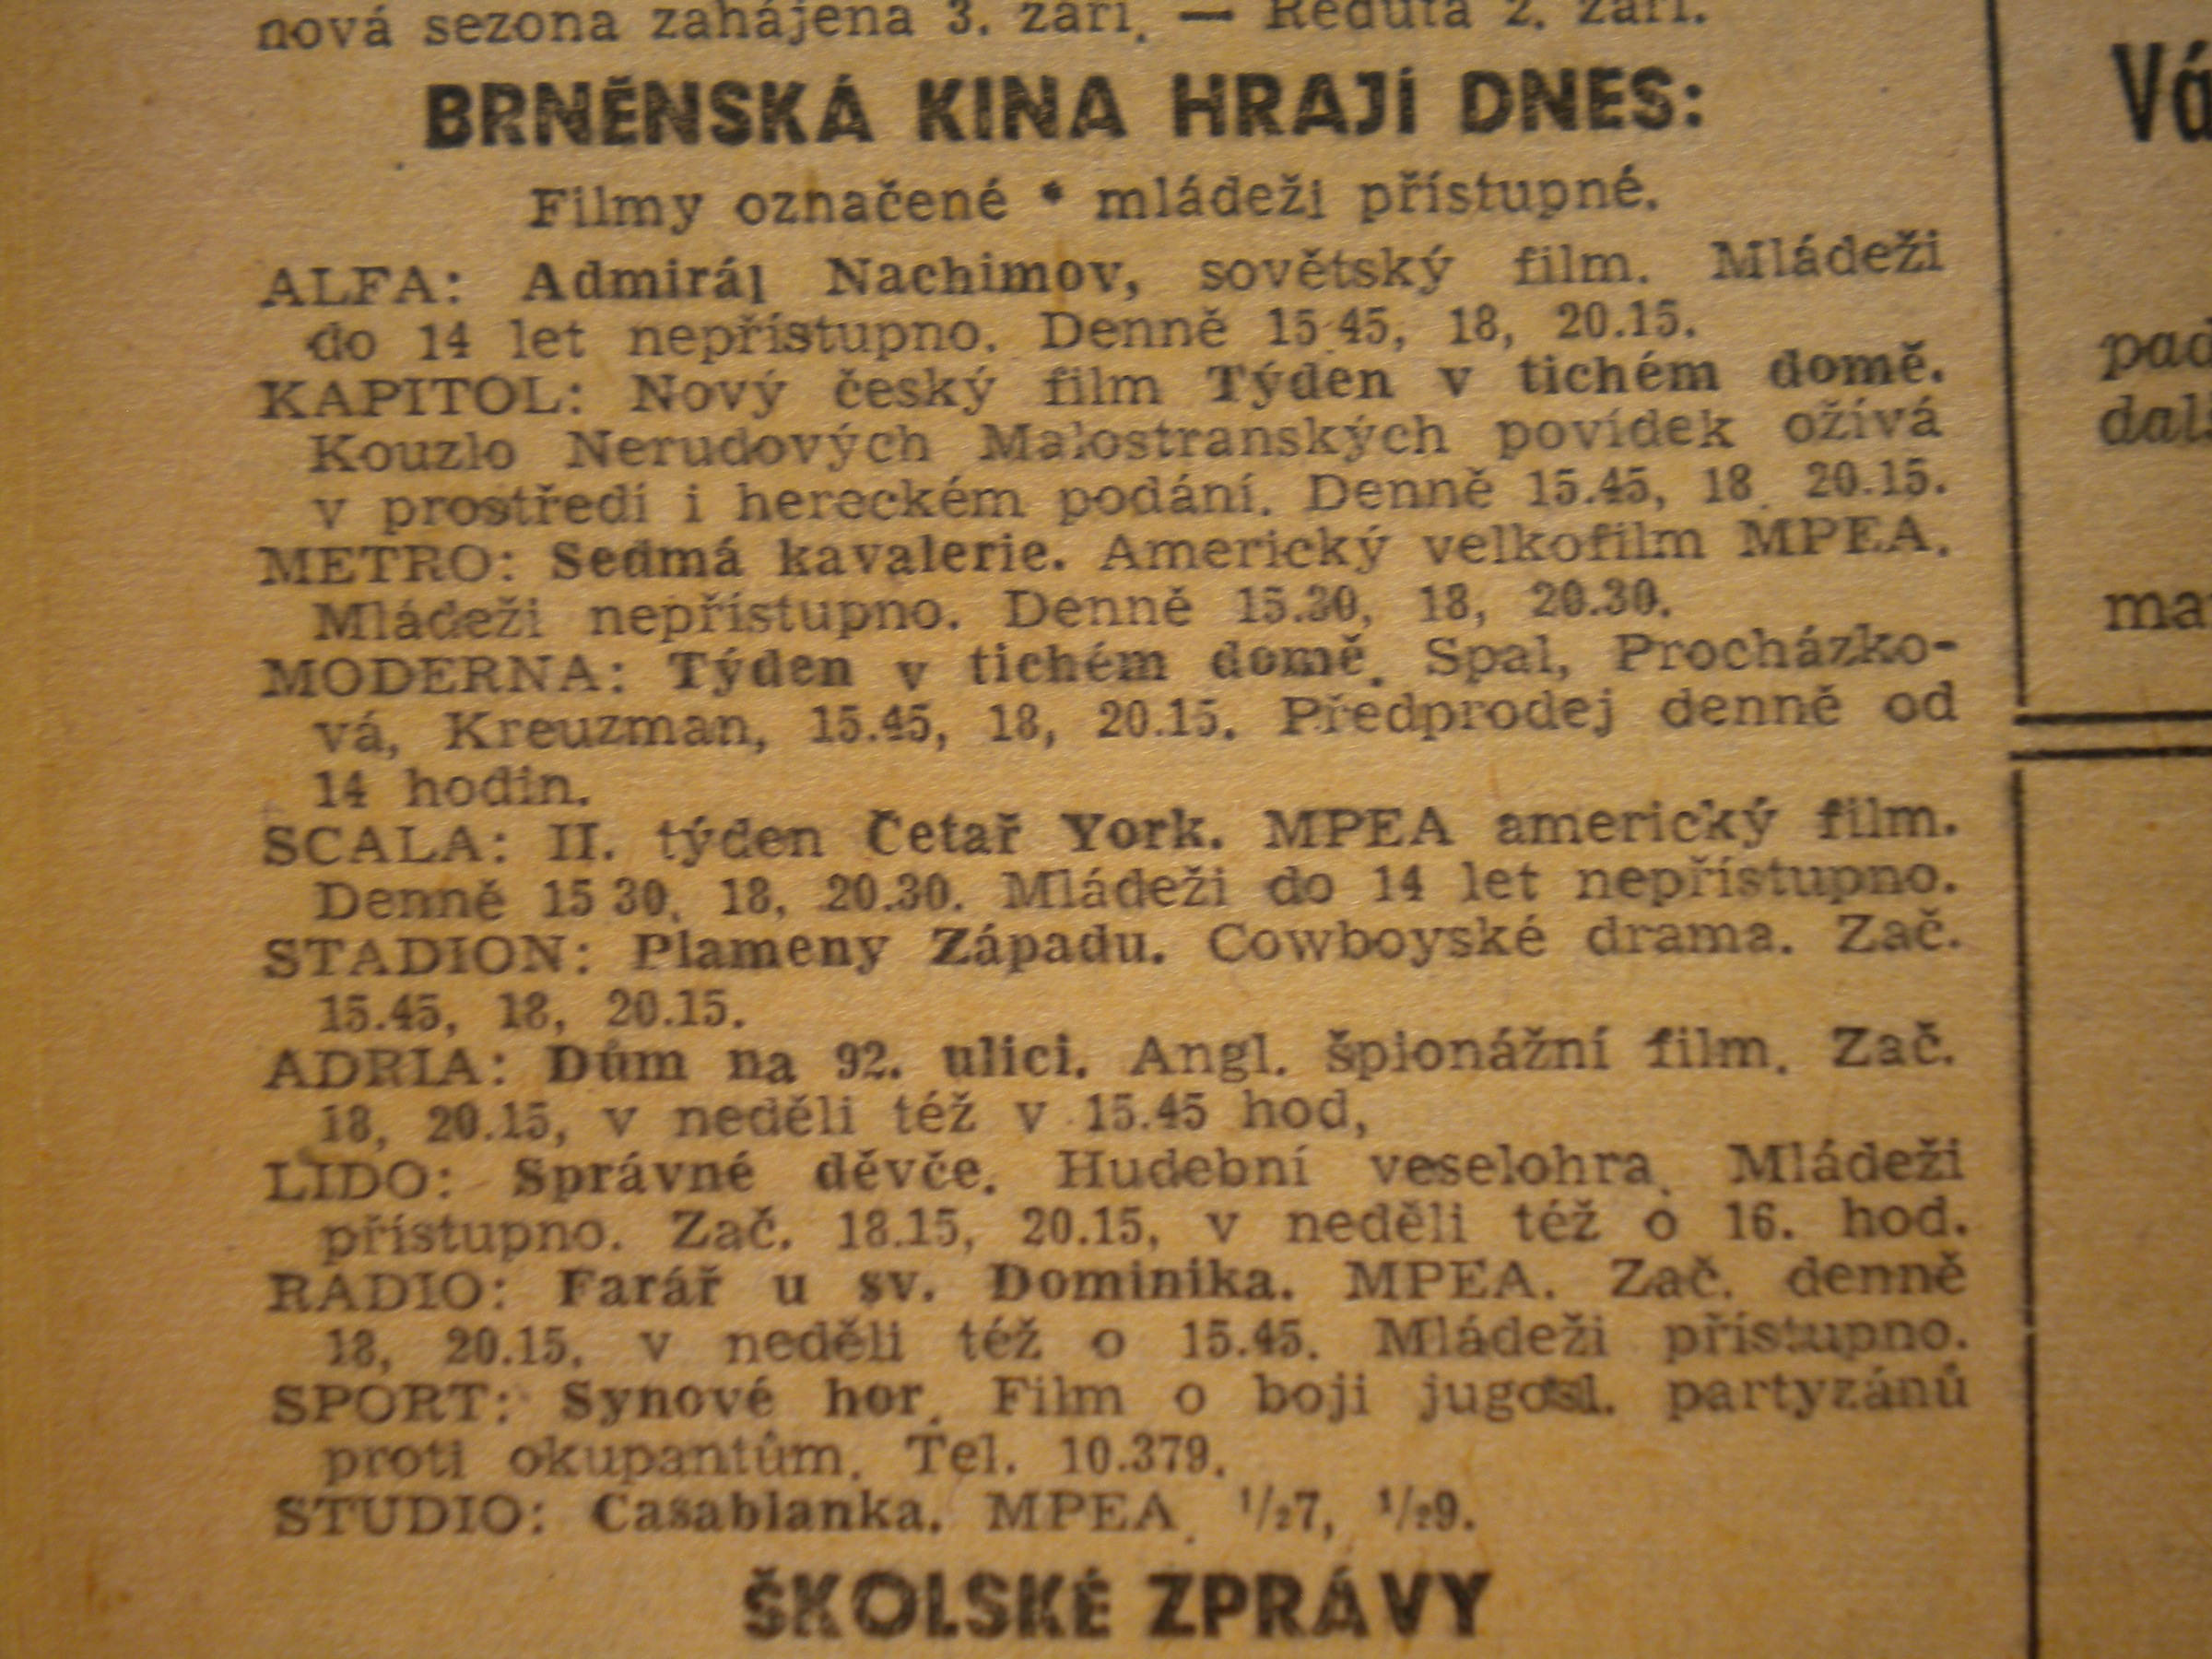 nová sezona zahájena 3. září. — Reduta 2. září.
BRNĚNSKÁ KINA HRAJÍ DNES:
Filmy označené * mládeži přístupné.
ALFA: Admirál Nachimov, sovětský film. Mládeži
do 14 let nepřístupno. Denně 15.45, 18, 20.15.
KAPITOL: Nový český film Týden v tichém domě.
Kouzlo Nerudových Malostranských povídek ožívá
v prostředí i hereckém podání. Denně 15.45, 18, 20.15.
METRO: Sedmá kavalerie. Americký velkofilm MPEA.
Mládeži nepřístupno. Denně 15.30, 18, 20.30.
MODERNA: Týden v tichém domě. Spal, Procházko-
vá, Kreuzman, 15.45, 18, 20.15. Předprodej denně od
14 hodin.
SCALA: II. týden Četař York. MPEA americký film.
Denně 15 30, 18, 20.30. Mládeži do 14 let nepřístupno.
STADION: Plameny Západu. Cowboyské drama. Zač.
15.45, 18, 20.15.
ADRIA: Dům na 92. ulici. Angl. špionážní film. Zač.
18, 20.15, v neděli též v 15.45 hod,
LIDO: Správné děvče. Hudební veselohra. Mládeži
přístupno. Zač. 18.15, 20.15, v neděli též o 16. hod.
RADIO: Farář u sv. Dominika. MPEA. Zač. denně
18, 20.15, v neděli též o 15.45. Mládeži přístupno.
SPORT: Synové hor. Film o boji jugosl. partyzánů
proti okupantům. Tel. 10.379.
STUDIO: Casablanka. MPEA. 1/27, 1/29.
ŠKOLSKÉ ZPRÁVY
Vá
pad
dal
ma